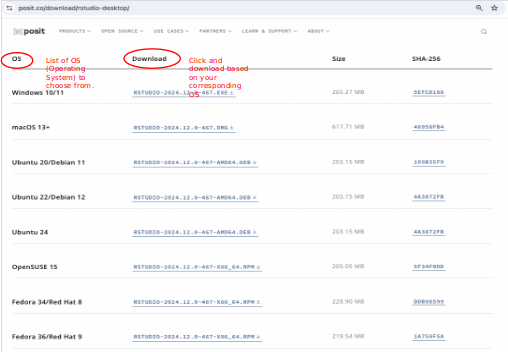 posit.co/download/rstudio-desktop/
posit PRODUCTS OPEN SOURCE USE CASES PARTNERS LEARN & SUPPORT ABOUT
OS Download Size SHA-256
List of OS
(Operating
System) to
choose from.
Click and
download based
on your
corresponding
OS
Windows 10/11 RSTUDIO-2024.12.0-467.EXE 265.27 MB
macOS 13+ RSTUDIO-2024.12.0-467.DMG 617.71 MB
Ubuntu 20/Debian 11 RSTUDIO-2024.12.0-467-AMD64.DEB 203.15 MB
Ubuntu 22/Debian 12 RSTUDIO-2024.12.0-467-AMD64.DEB 203.15 MB 4A3872FB
Ubuntu 24 RSTUDIO-2024.12.0-467-AMD64.DEB 203.15 MB 4A3872FB
OpenSUSE 15 RSTUDIO-2024.12.0-467-X86_64.RPM 205.05 MB
Fedora 34/Red Hat 8 RSTUDIO-2024.12.0-467-X86_64.RPM 228.90 MB
Fedora 36/Red Hat 9 RSTUDIO-2024.12.0-467-X86_64.RPM 219.54 MB 1A759F5A